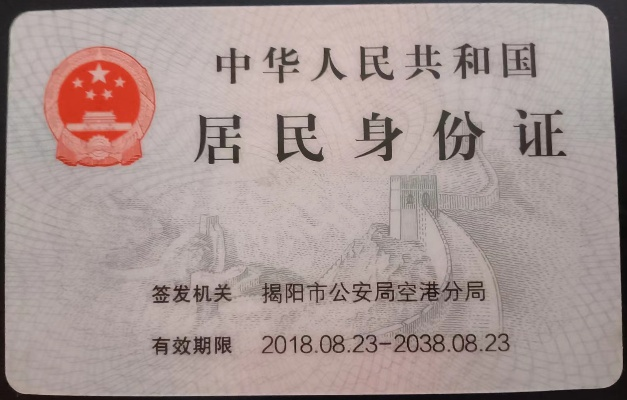 中华人民共和国
居民身份证
签发机关 揭阳市公安局空港分局
有效期限 2018.08.23-2038.08.23